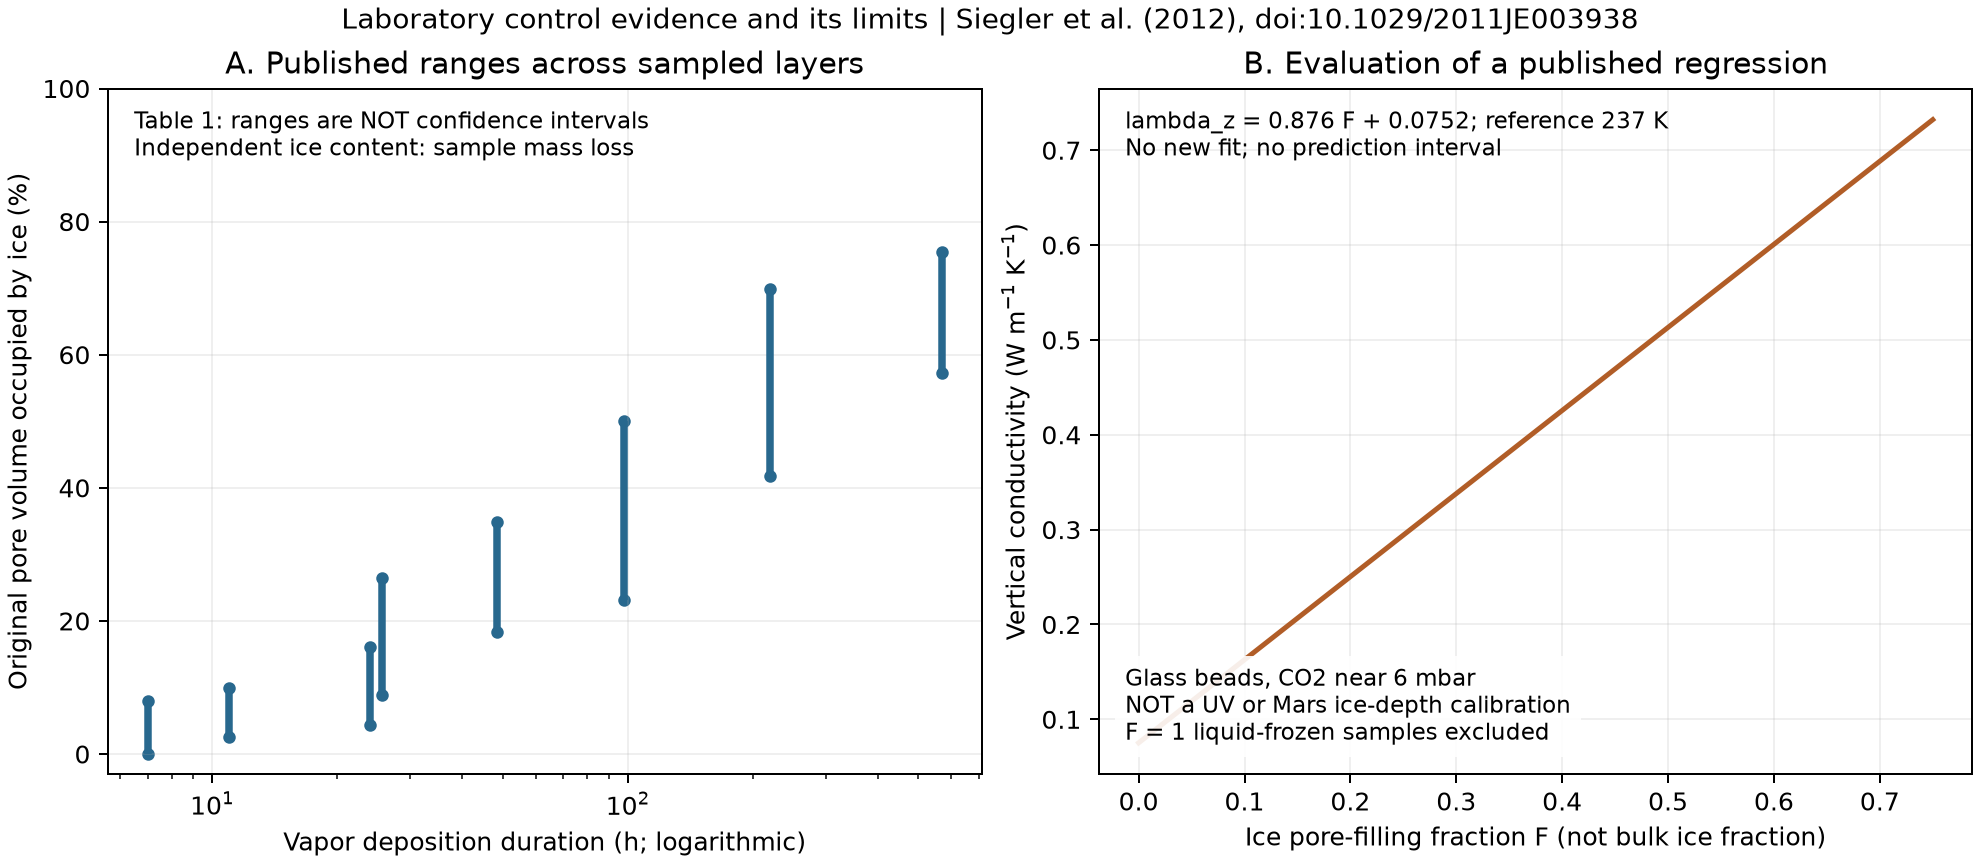 Laboratory control evidence and its limits | Siegler et al. (2012), doi:10.1029/2011JE003938
A. Published ranges across sampled layers
Table 1: ranges are NOT confidence intervals
Independent ice content: sample mass loss
Original pore volume occupied by ice (%)
100
80
60
40
20
0
10¹
10²
Vapor deposition duration (h; logarithmic)
B. Evaluation of a published regression
lambda_z = 0.876 F + 0.0752; reference 237 K
No new fit; no prediction interval
Vertical conductivity (W m⁻¹ K⁻¹)
0.7
0.6
0.5
0.4
0.3
0.2
0.1
Glass beads, CO2 near 6 mbar
NOT a UV or Mars ice-depth calibration
F = 1 liquid-frozen samples excluded
0.0 0.1 0.2 0.3 0.4 0.5 0.6 0.7
Ice pore-filling fraction F (not bulk ice fraction)